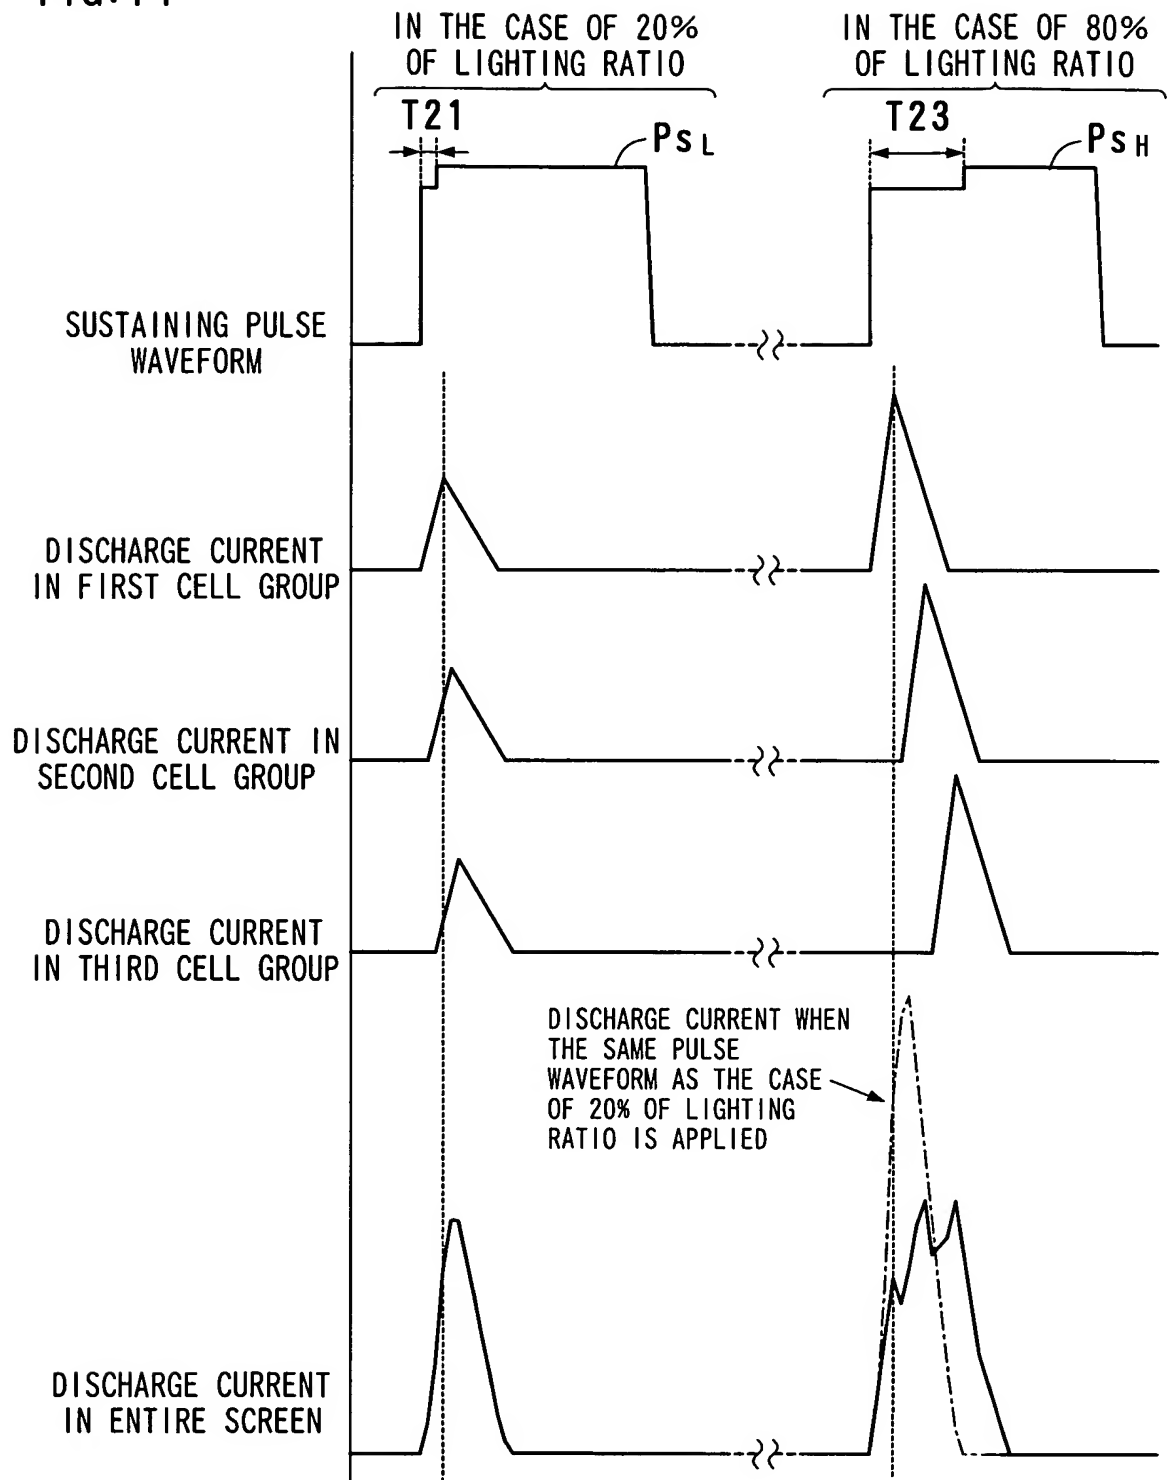 IN THE CASE OF 20%
OF LIGHTING RATIO
IN THE CASE OF 80%
OF LIGHTING RATIO
T21
T23
PSL
PSH
SUSTAINING PULSE
WAVEFORM
DISCHARGE CURRENT
IN FIRST CELL GROUP
DISCHARGE CURRENT IN
SECOND CELL GROUP
DISCHARGE CURRENT
IN THIRD CELL GROUP
DISCHARGE CURRENT WHEN
THE SAME PULSE
WAVEFORM AS THE CASE
OF 20% OF LIGHTING
RATIO IS APPLIED
DISCHARGE CURRENT
IN ENTIRE SCREEN